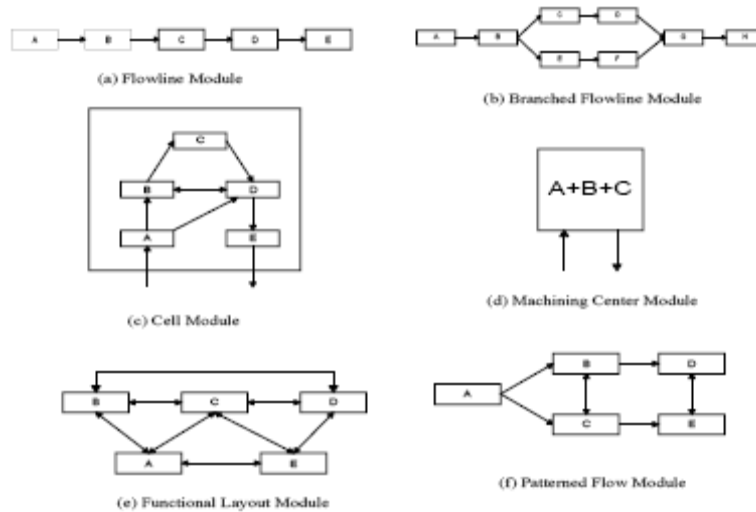 A B C D E
(a) Flowline Module
A B C D E F G H
(b) Branched Flowline Module
C
B D
A E
(c) Cell Module
A+B+C
(d) Machining Center Module
B C D
A E
(e) Functional Layout Module
B D
A
C E
(f) Patterned Flow Module